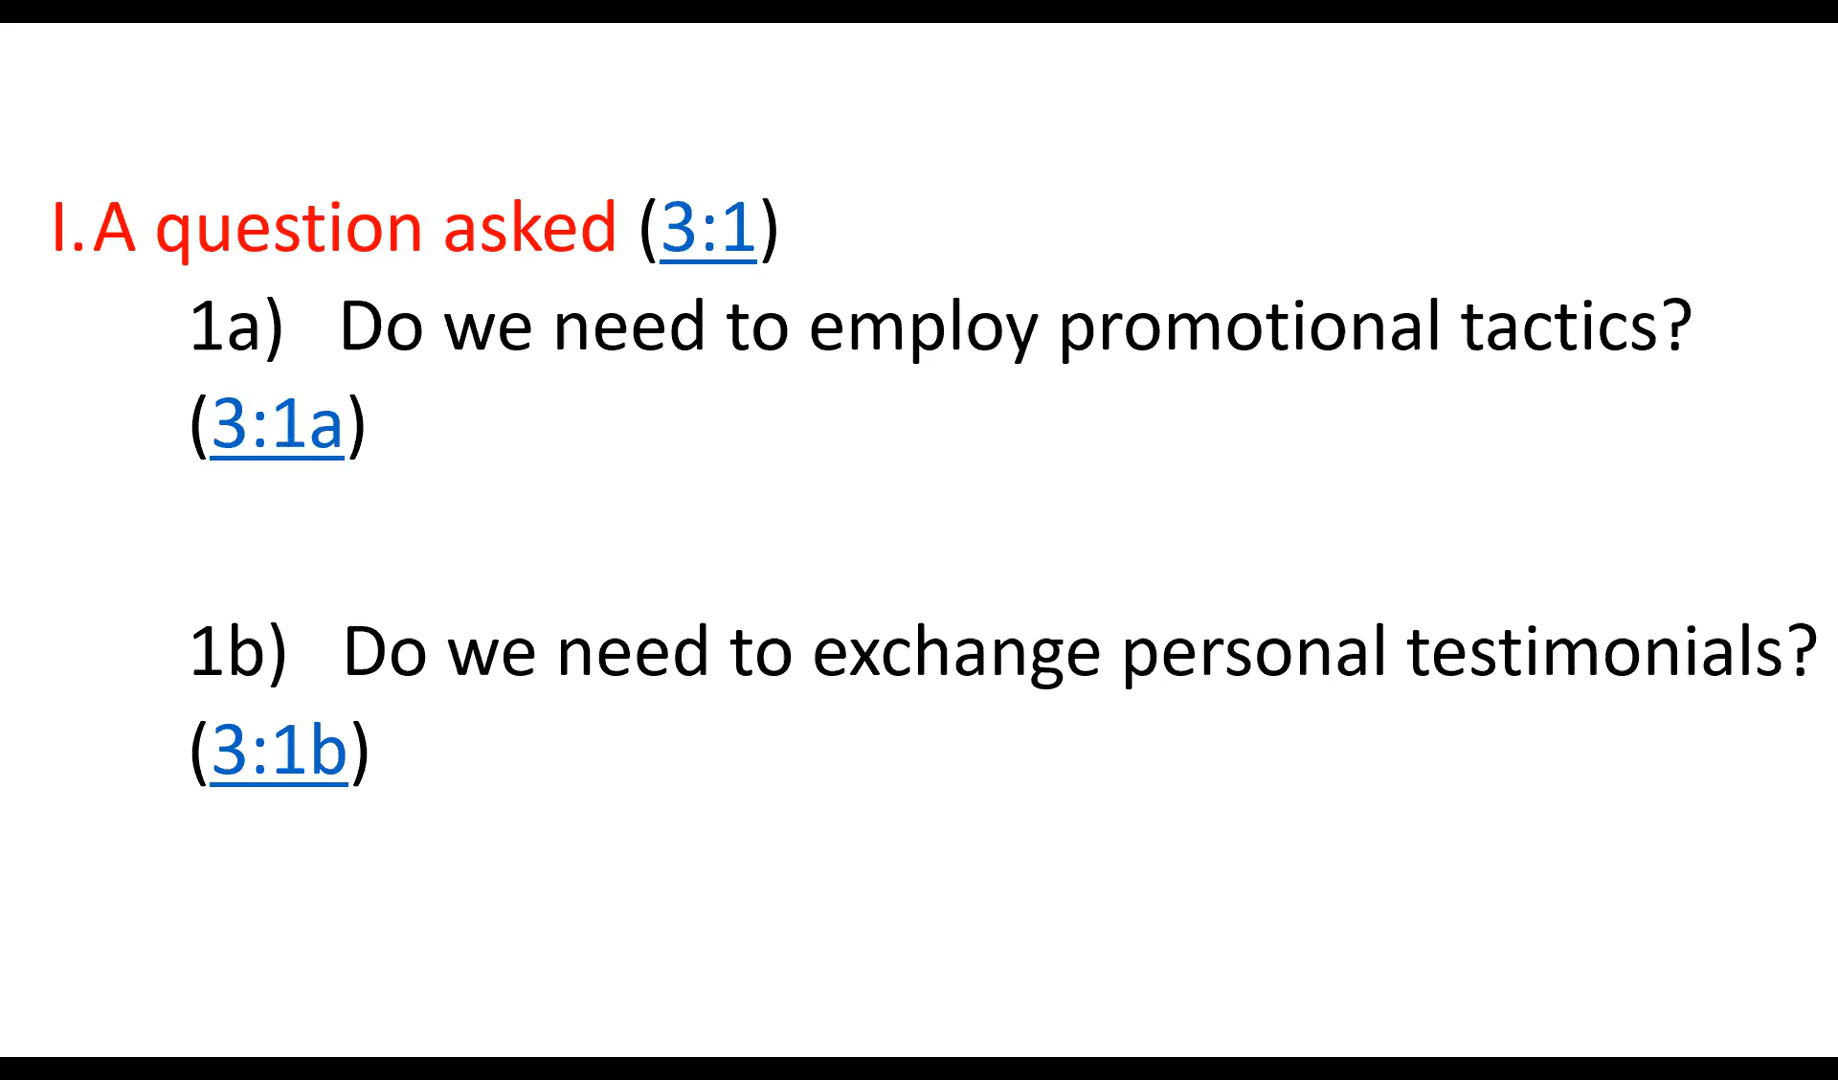 I. A question asked (3:1)
1a) Do we need to employ promotional tactics?
(3:1a)
1b) Do we need to exchange personal testimonials?
(3:1b)